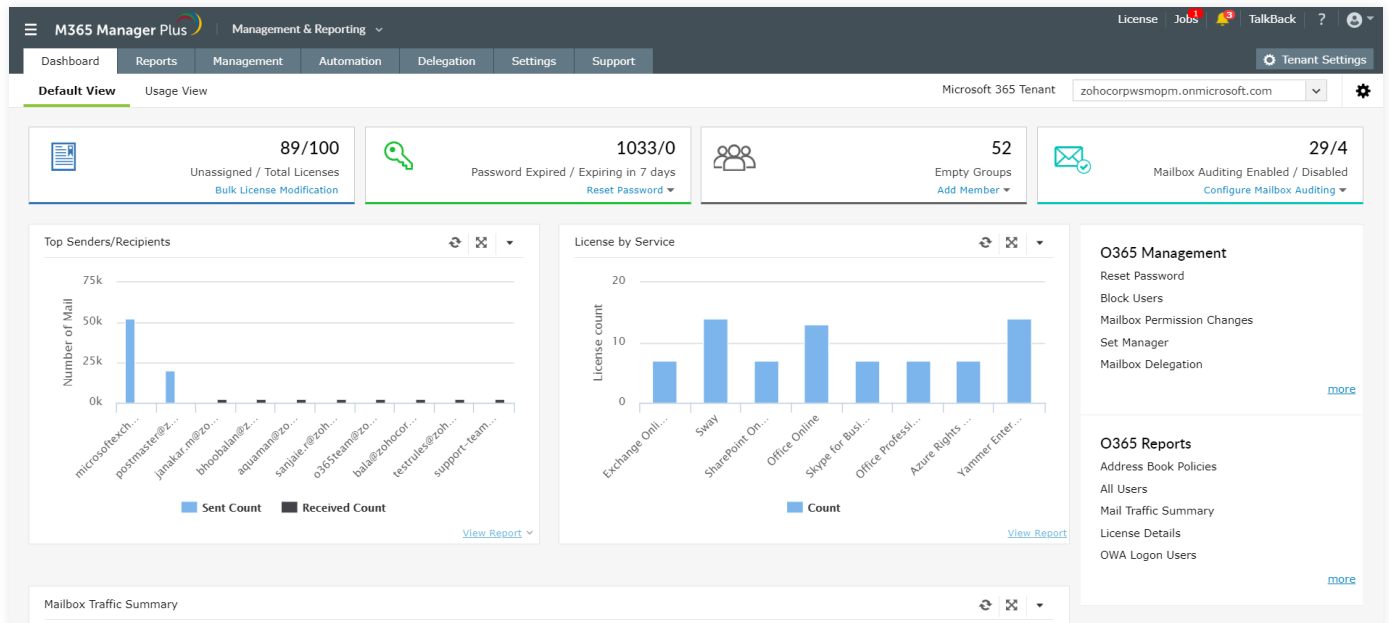 M365 Manager Plus
Management & Reporting
License Jobs 1 3 TalkBack ?
Dashboard Reports Management Automation Delegation Settings Support
Tenant Settings
Default View Usage View
Microsoft 365 Tenant zohocorpwsmopm.onmicrosoft.com
89/100
Unassigned / Total Licenses
Bulk License Modification
1033/0
Password Expired / Expiring in 7 days
Reset Password
52
Empty Groups
Add Member
29/4
Mailbox Auditing Enabled / Disabled
Configure Mailbox Auditing
Top Senders/Recipients
Number of Mail
75k
50k
25k
0k
microsoftexch...
postmaster@z...
janakar.m@zo...
bhoobalan@z...
aquaman@zo...
sanjaie.r@zoh...
o365team@zo...
bala@zohocor...
testrules@zoh...
support-team...
Sent Count Received Count
View Report
License by Service
License count
20
10
0
Exchange Onli...
Sway
SharePoint On...
Office Online
Skype for Busi...
Office Professi...
Azure Rights ...
Yammer Enter...
Count
View Report
O365 Management
Reset Password
Block Users
Mailbox Permission Changes
Set Manager
Mailbox Delegation
more
O365 Reports
Address Book Policies
All Users
Mail Traffic Summary
License Details
OWA Logon Users
more
Mailbox Traffic Summary